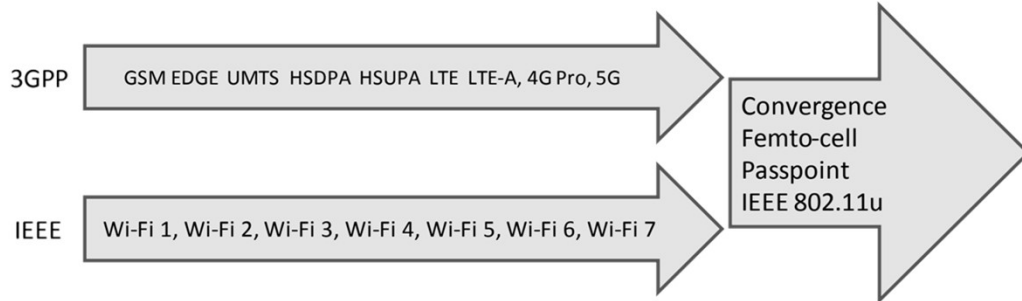 3GPP
GSM EDGE UMTS HSDPA HSUPA LTE LTE-A, 4G Pro, 5G
IEEE
Wi-Fi 1, Wi-Fi 2, Wi-Fi 3, Wi-Fi 4, Wi-Fi 5, Wi-Fi 6, Wi-Fi 7
Convergence
Femto-cell
Passpoint
IEEE 802.11u